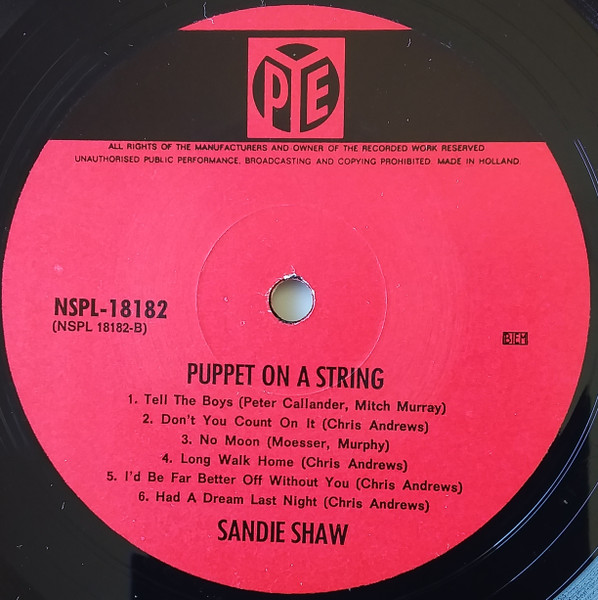 PYE
ALL RIGHTS OF THE MANUFACTURERS AND OWNER OF THE RECORDED WORK RESERVED
UNAUTHORISED PUBLIC PERFORMANCE, BROADCASTING AND COPYING PROHIBITED. MADE IN HOLLAND.
NSPL-18182
(NSPL 18182-B)
BIEM
PUPPET ON A STRING
1. Tell The Boys (Peter Callander, Mitch Murray)
2. Don't You Count On It (Chris Andrews)
3. No Moon (Moesser, Murphy)
4. Long Walk Home (Chris Andrews)
5. I'd Be Far Better Off Without You (Chris Andrews)
6. Had A Dream Last Night (Chris Andrews)
SANDIE SHAW